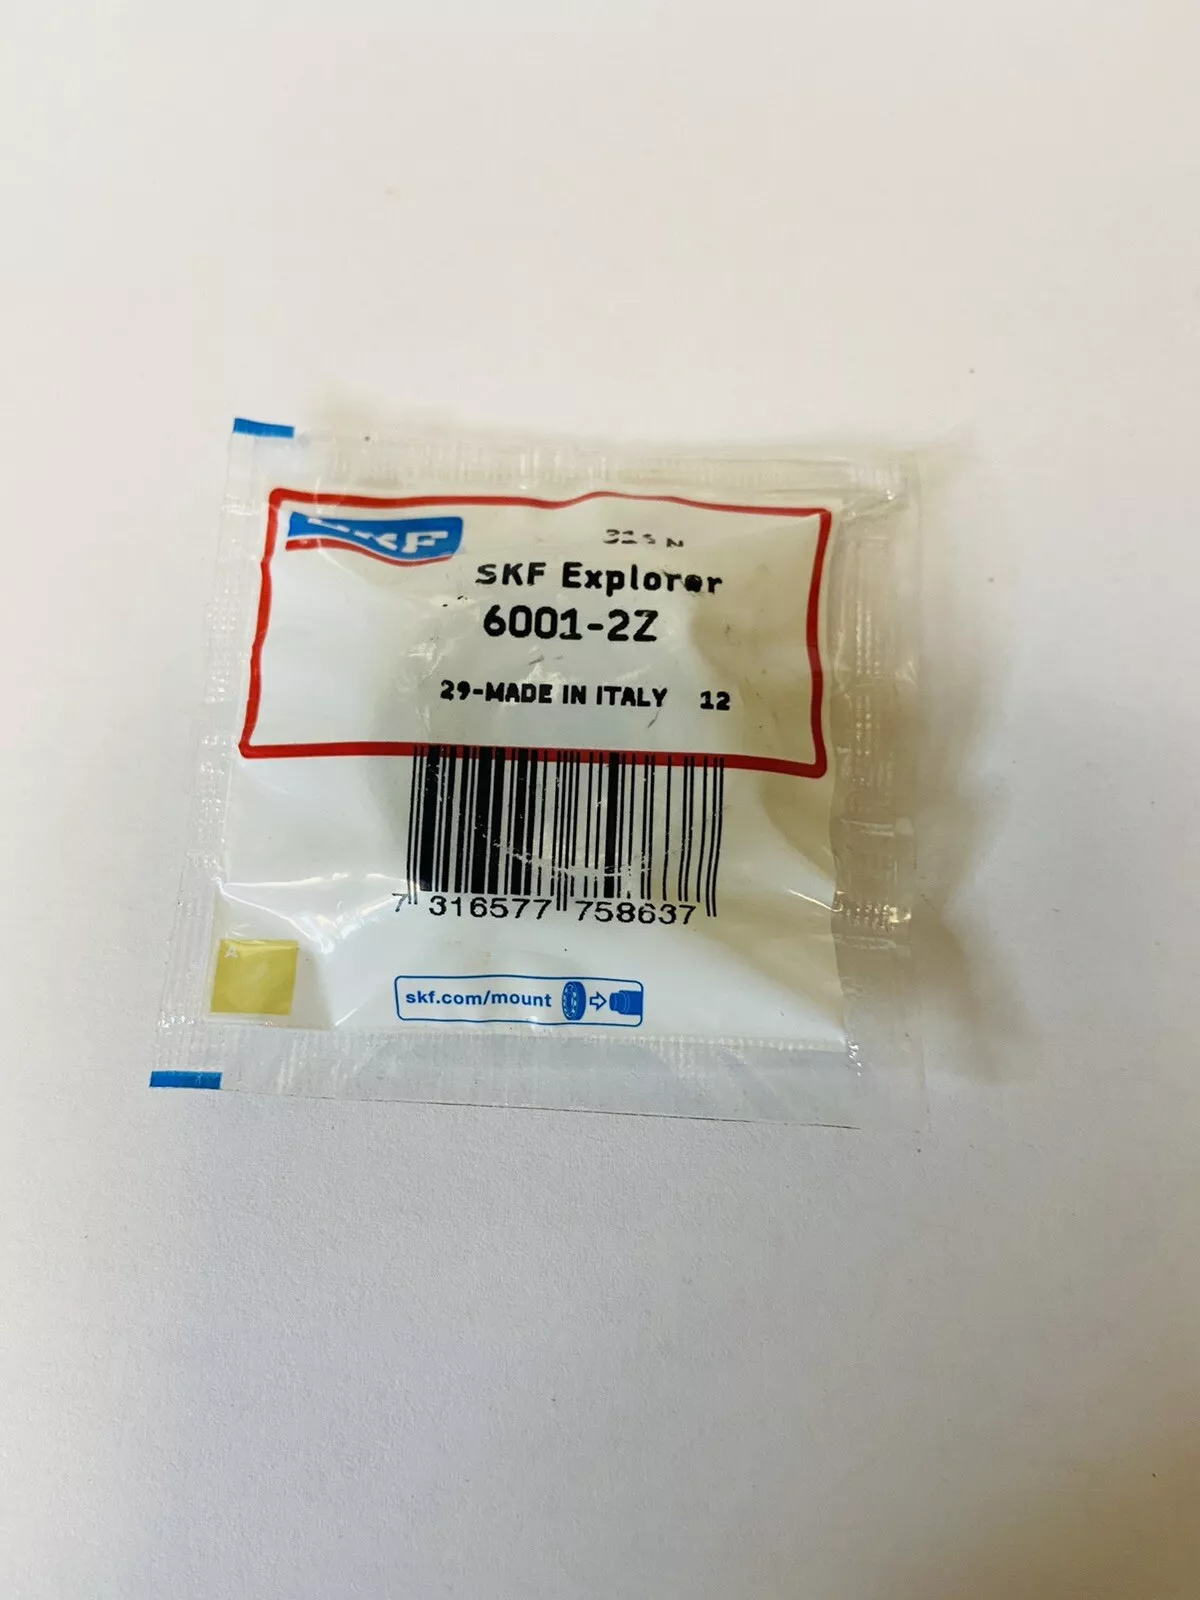 SKF
SKF Explorer
6001-2Z
29-MADE IN ITALY 12
7 316577 758637
skf.com/mount